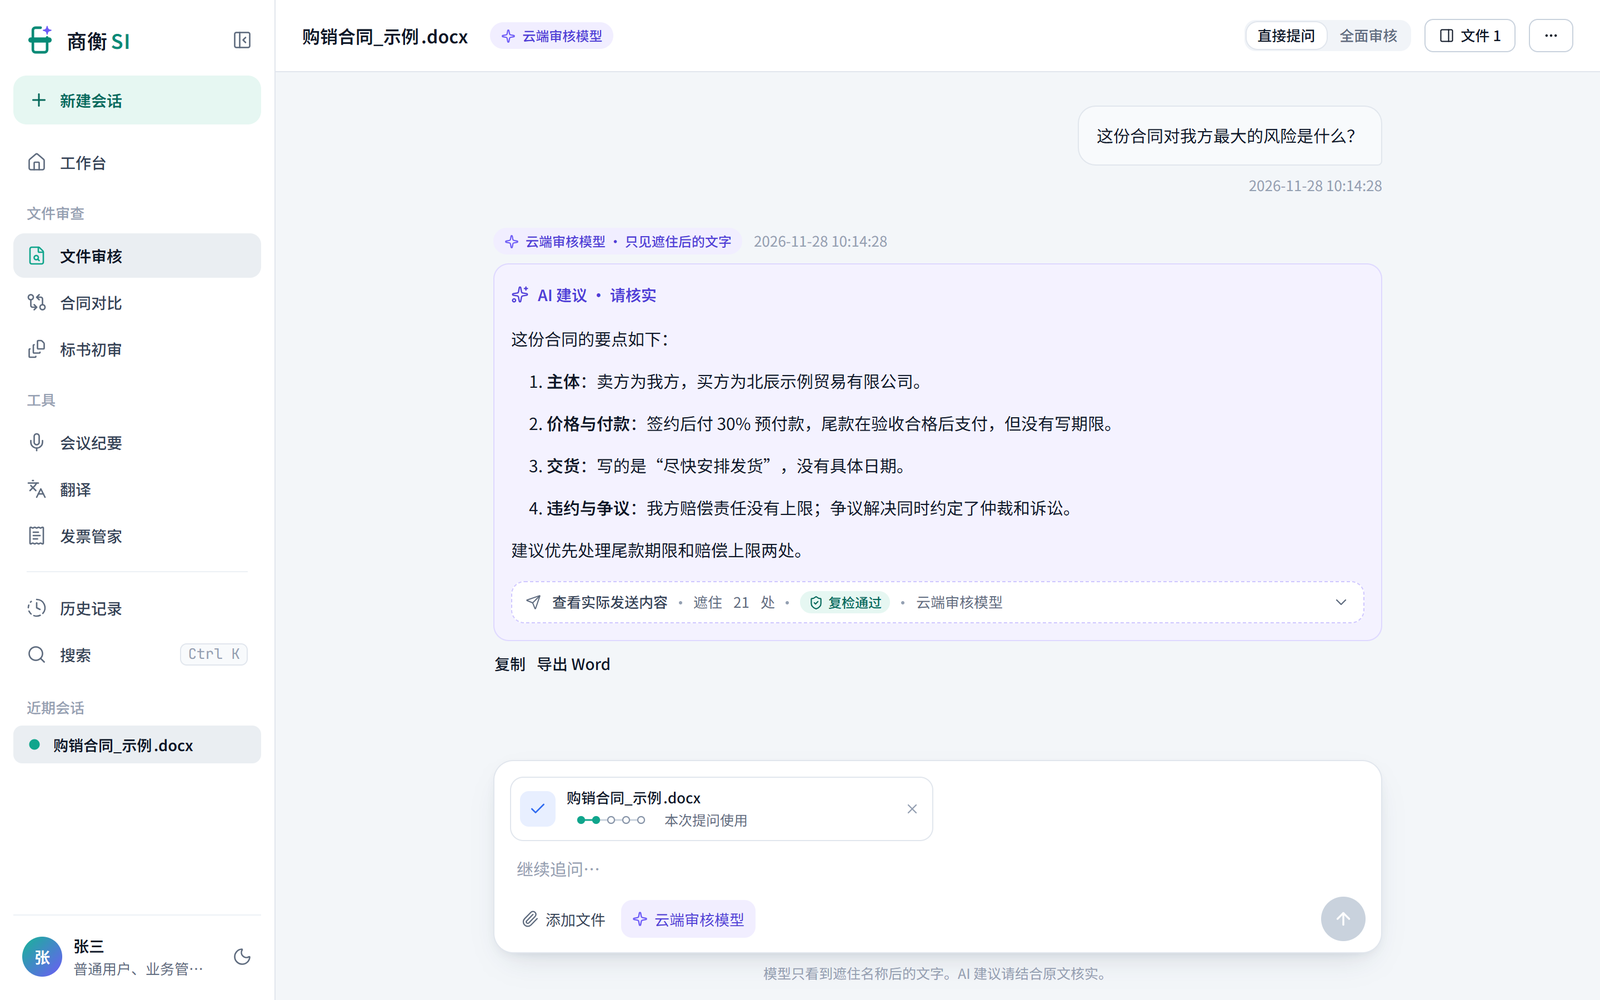 商衡 SI
新建会话
工作台
文件审查
文件审核
合同对比
标书初审
工具
会议纪要
翻译
发票管家
历史记录
搜索 Ctrl K
近期会话
购销合同_示例.docx
张 张三
普通用户、业务管…
购销合同_示例.docx 云端审核模型 直接提问 全面审核 文件 1 …
这份合同对我方最大的风险是什么？
2026-11-28 10:14:28
云端审核模型 · 只见遮住后的文字 2026-11-28 10:14:28
AI 建议 · 请核实
这份合同的要点如下：
1. 主体：卖方为我方，买方为北辰示例贸易有限公司。
2. 价格与付款：签约后付 30% 预付款，尾款在验收合格后支付，但没有写期限。
3. 交货：写的是“尽快安排发货”，没有具体日期。
4. 违约与争议：我方赔偿责任没有上限；争议解决同时约定了仲裁和诉讼。
建议优先处理尾款期限和赔偿上限两处。
查看实际发送内容 · 遮住 21 处 · 复检通过 · 云端审核模型
复制 导出 Word
购销合同_示例.docx
本次提问使用
继续追问…
添加文件 云端审核模型
模型只看到遮住名称后的文字。AI 建议请结合原文核实。